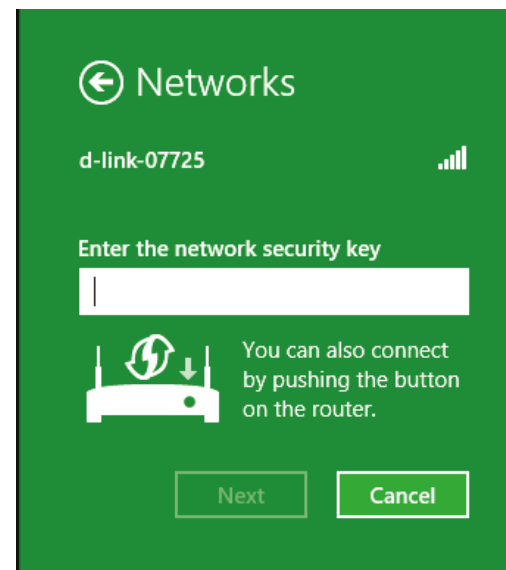 Networks
d-link-07725
Enter the network security key
You can also connect
by pushing the button
on the router.
Next
Cancel